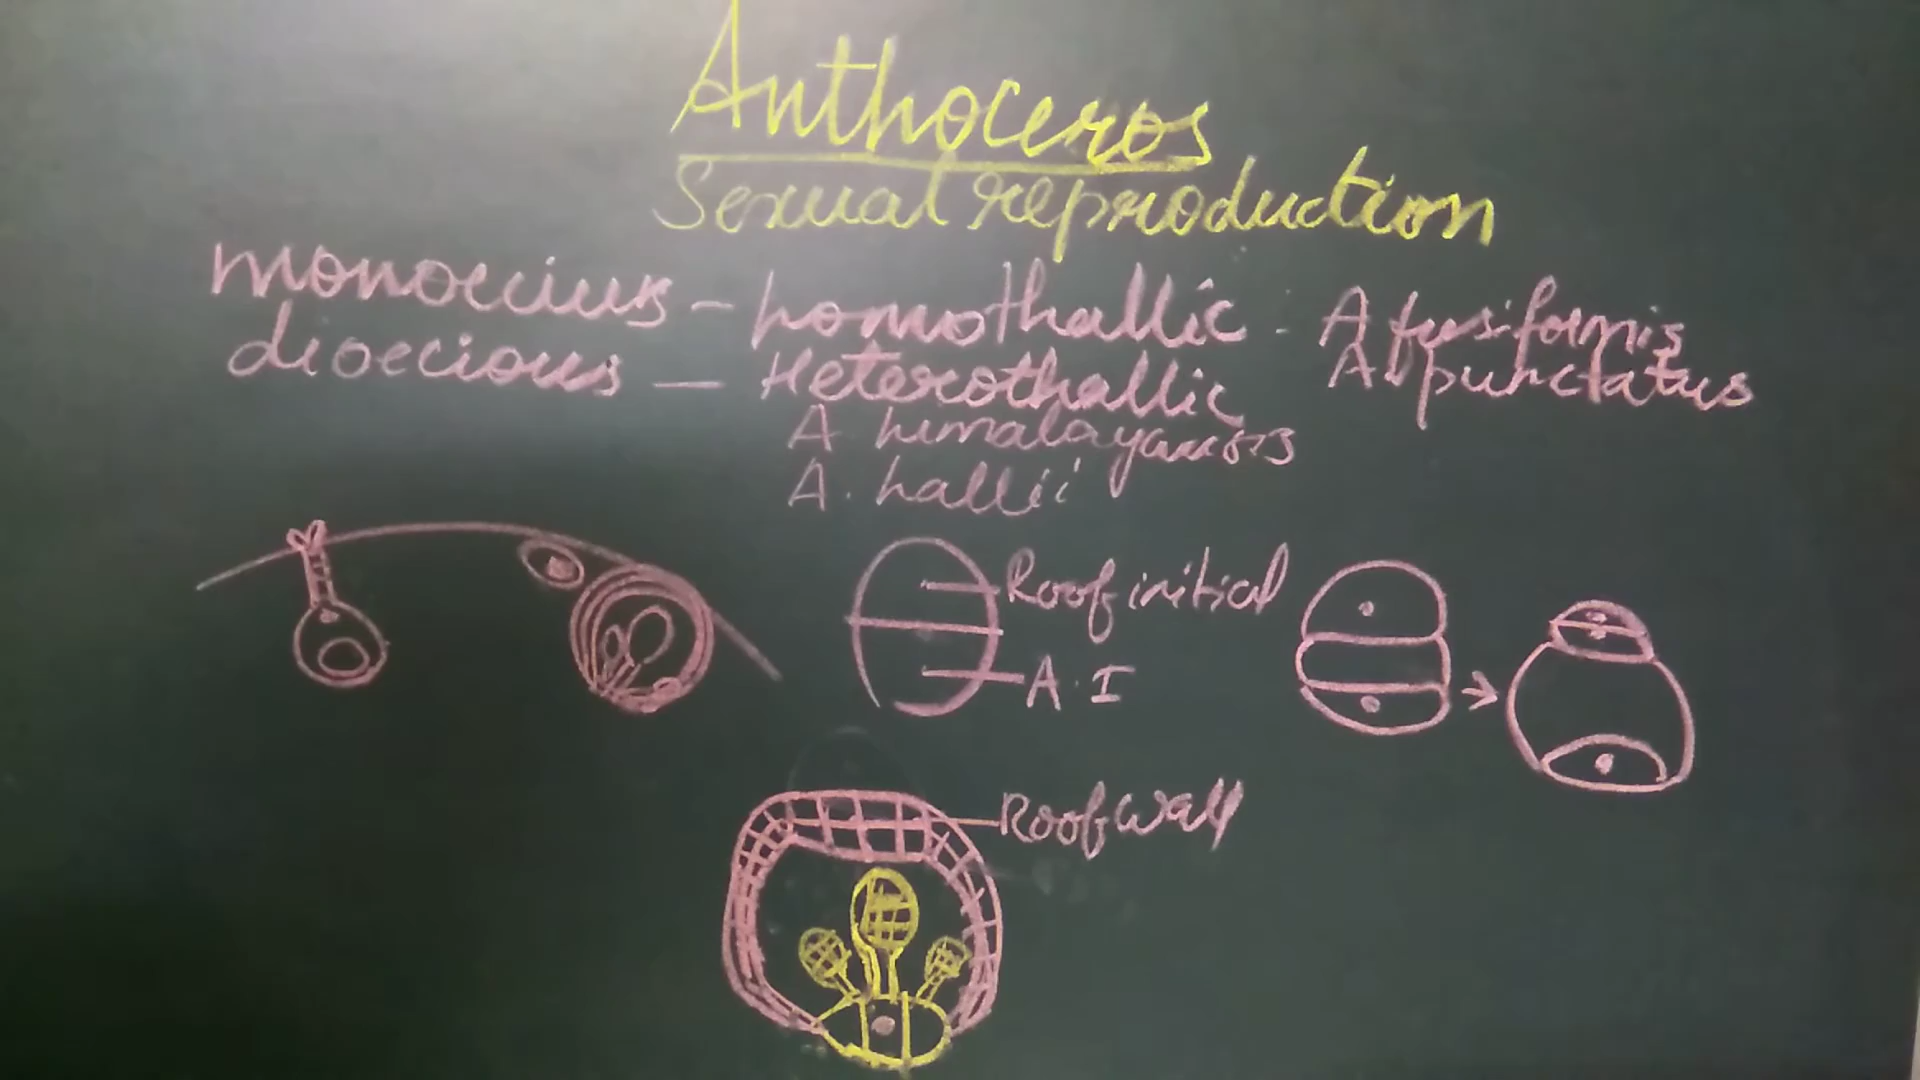 Anthoceros
Sexual reproduction
monoecius - homothallic - A fusiformis
dioecious - Heterothallic A punctatus
A himalayansis
A. hallii
Roof initial
A.I
Roof wall